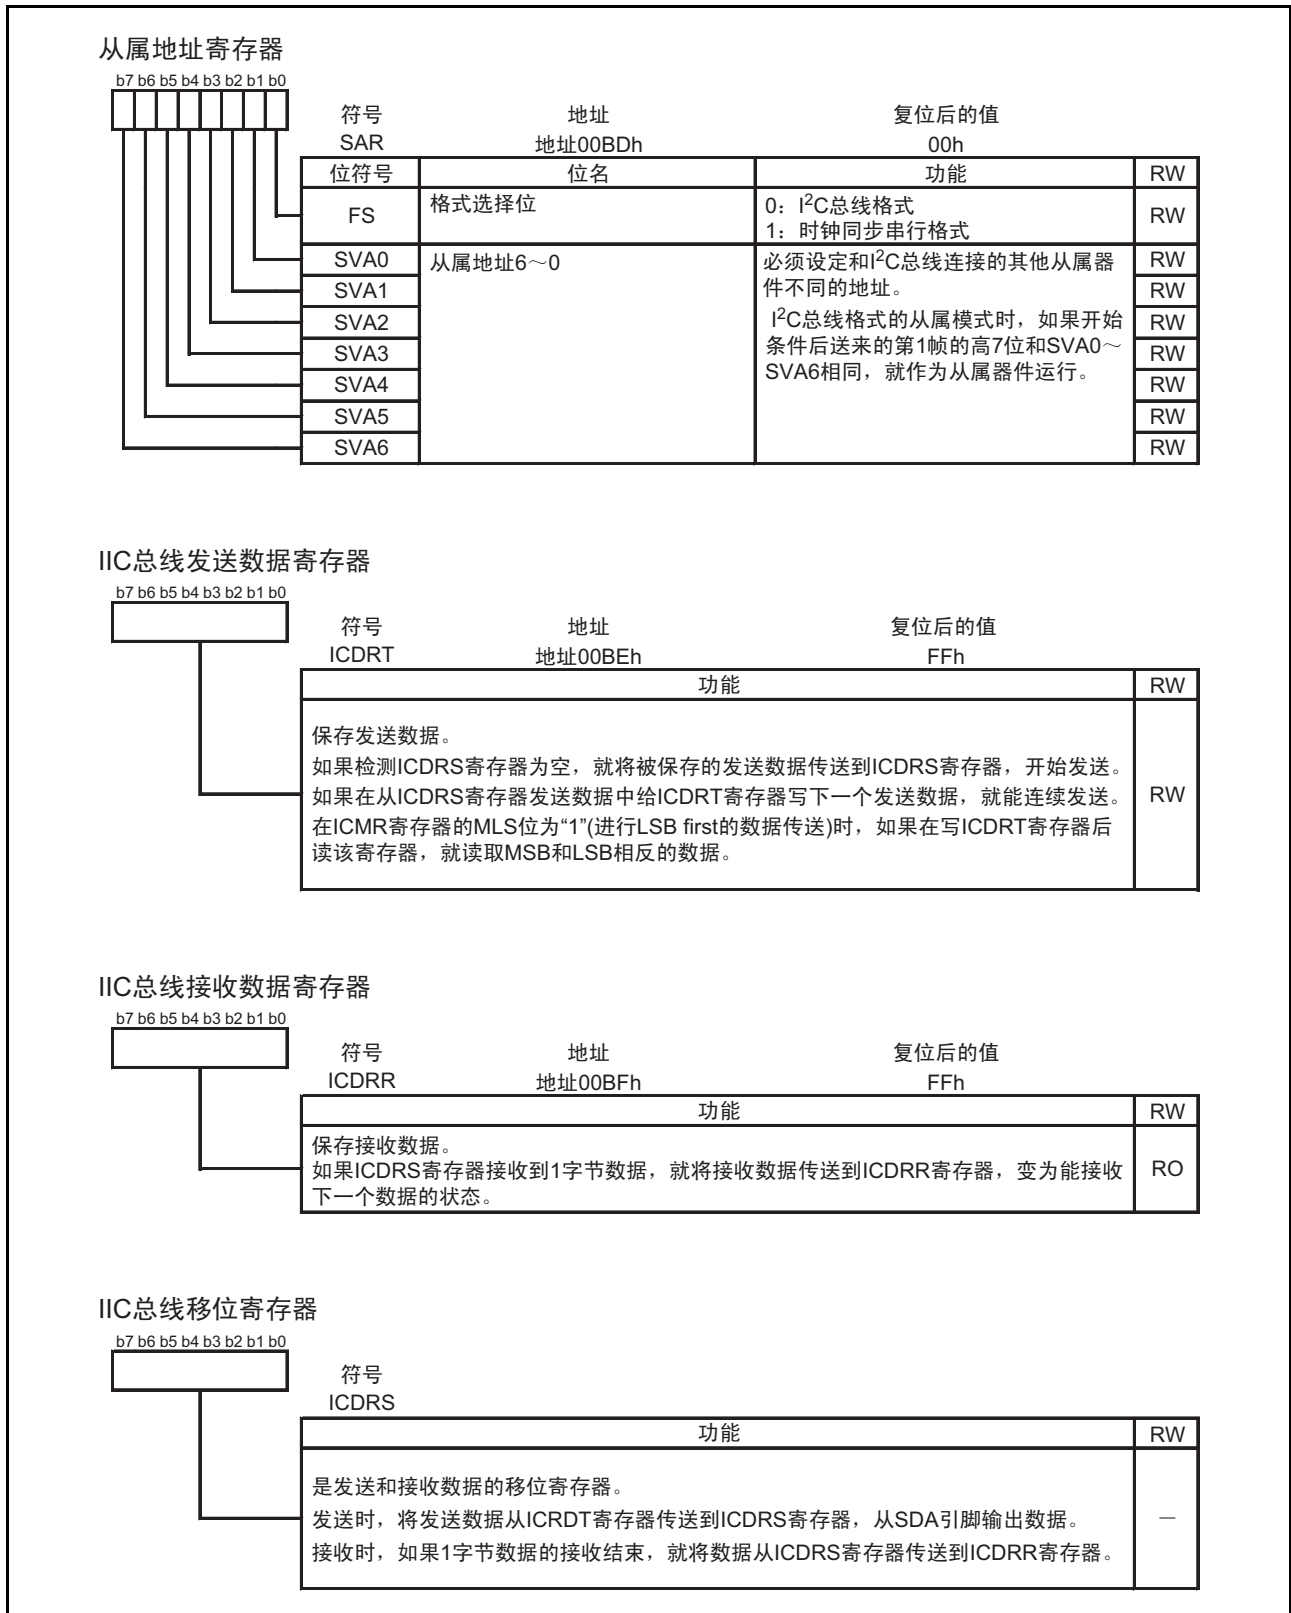 从属地址寄存器
b7 b6 b5 b4 b3 b2 b1 b0
符号 地址 复位后的值
SAR 地址00BDh 00h
位符号 位名 功能 RW
FS 格式选择位 0：I²C总线格式 RW
1：时钟同步串行格式
SVA0 从属地址6～0 必须设定和I²C总线连接的其他从属器 RW
SVA1 件不同的地址。 RW
SVA2 I²C总线格式的从属模式时，如果开始 RW
SVA3 条件后送来的第1帧的高7位和SVA0～ RW
SVA4 SVA6相同，就作为从属器件运行。 RW
SVA5 RW
SVA6 RW
IIC总线发送数据寄存器
b7 b6 b5 b4 b3 b2 b1 b0
符号 地址 复位后的值
ICDRT 地址00BEh FFh
功能 RW
保存发送数据。
如果检测ICDRS寄存器为空，就将被保存的发送数据传送到ICDRS寄存器，开始发送。
如果在从ICDRS寄存器发送数据中给ICDRT寄存器写下一个发送数据，就能连续发送。 RW
在ICMR寄存器的MLS位为“1”(进行LSB first的数据传送)时，如果在写ICDRT寄存器后
读该寄存器，就读取MSB和LSB相反的数据。
IIC总线接收数据寄存器
b7 b6 b5 b4 b3 b2 b1 b0
符号 地址 复位后的值
ICDRR 地址00BFh FFh
功能 RW
保存接收数据。
如果ICDRS寄存器接收到1字节数据，就将接收数据传送到ICDRR寄存器，变为能接收 RO
下一个数据的状态。
IIC总线移位寄存器
b7 b6 b5 b4 b3 b2 b1 b0
符号
ICDRS
功能 RW
是发送和接收数据的移位寄存器。
发送时，将发送数据从ICRDT寄存器传送到ICDRS寄存器，从SDA引脚输出数据。 —
接收时，如果1字节数据的接收结束，就将数据从ICDRS寄存器传送到ICDRR寄存器。